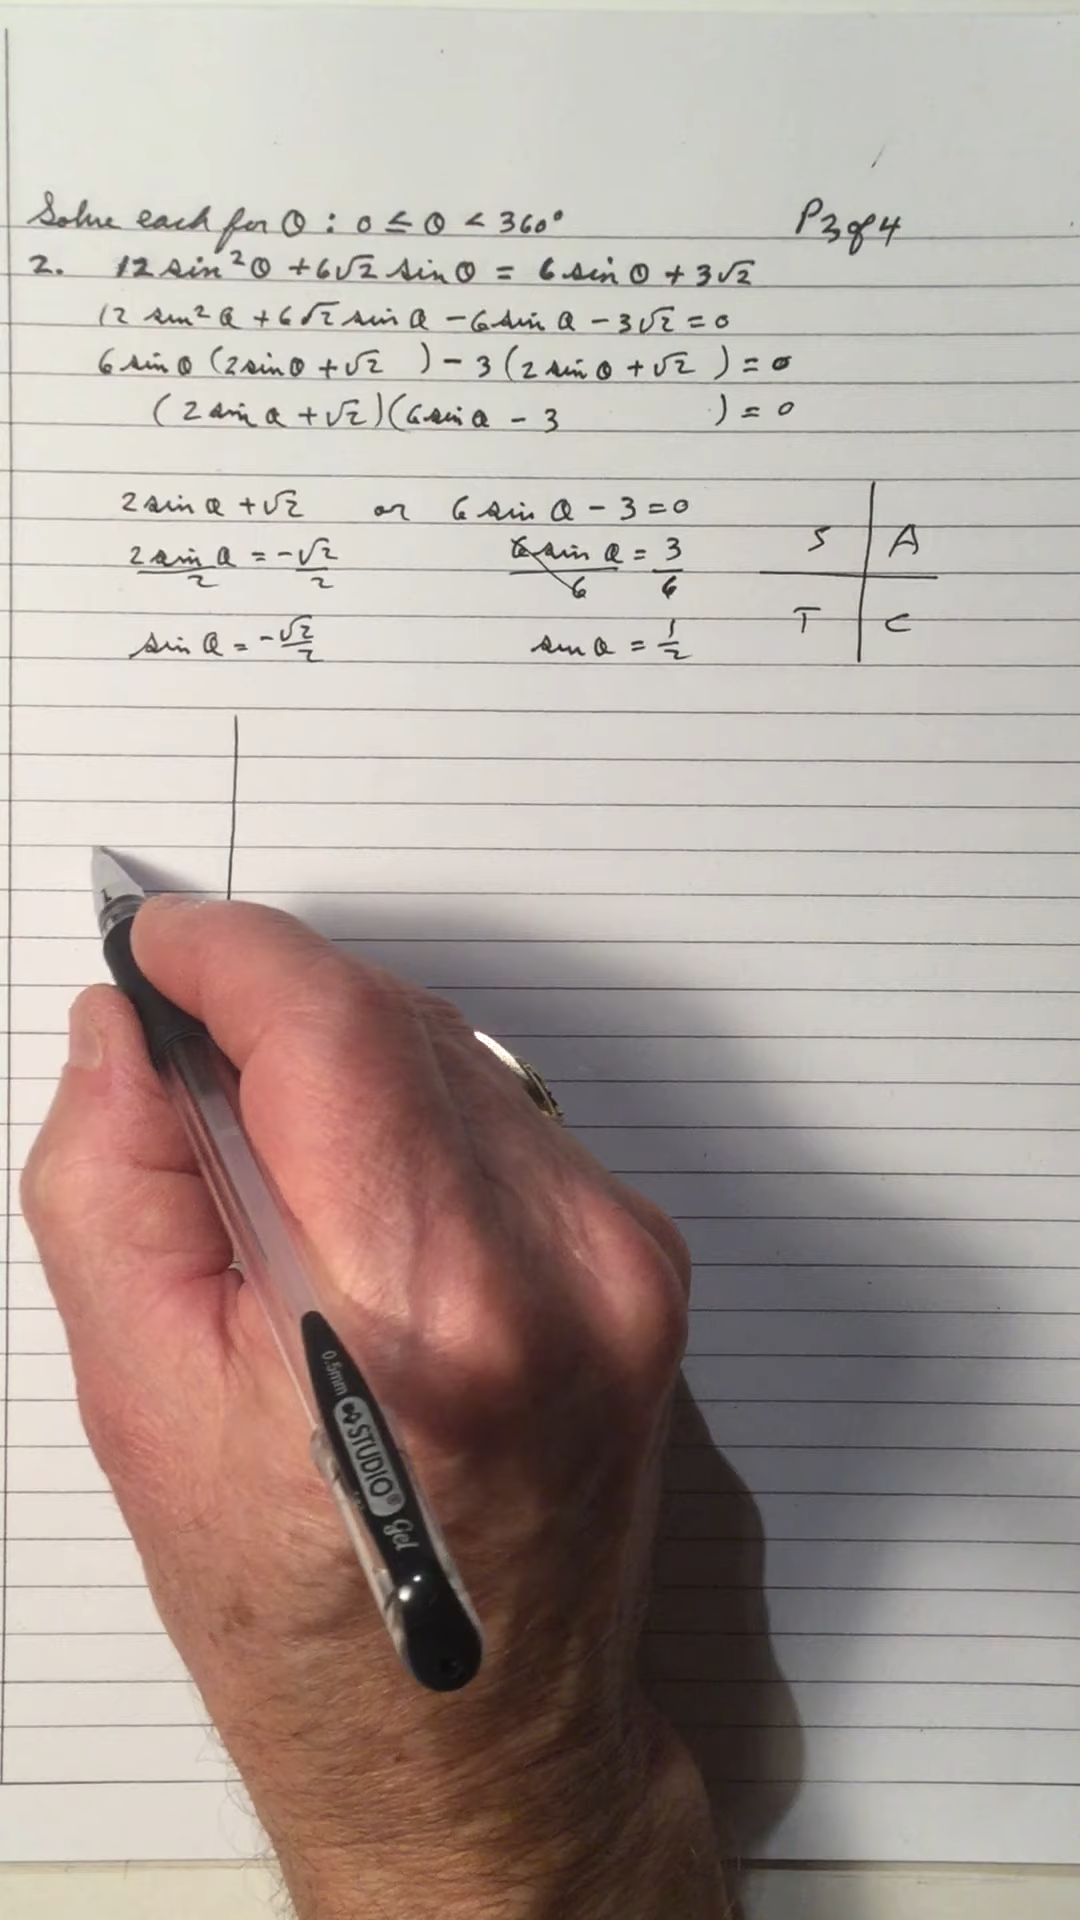 Solve each for θ : 0 ≤ θ < 360° P3 of 4
2. 12 sin²θ + 6√2 sin θ = 6 sin θ + 3√2
12 sin²θ + 6√2 sin θ - 6 sin θ - 3√2 = 0
6 sin θ (2 sin θ + √2 ) - 3 (2 sin θ + √2 ) = 0
(2 sin θ + √2)(6 sin θ - 3 ) = 0
2 sin θ + √2 or 6 sin θ - 3 = 0
S A
2 sin θ/2 = -√2/2 6 sin θ/6 = 3/6
T C
sin θ = -√2/2 sin θ = 1/2
0.5mm STUDIO® Gel